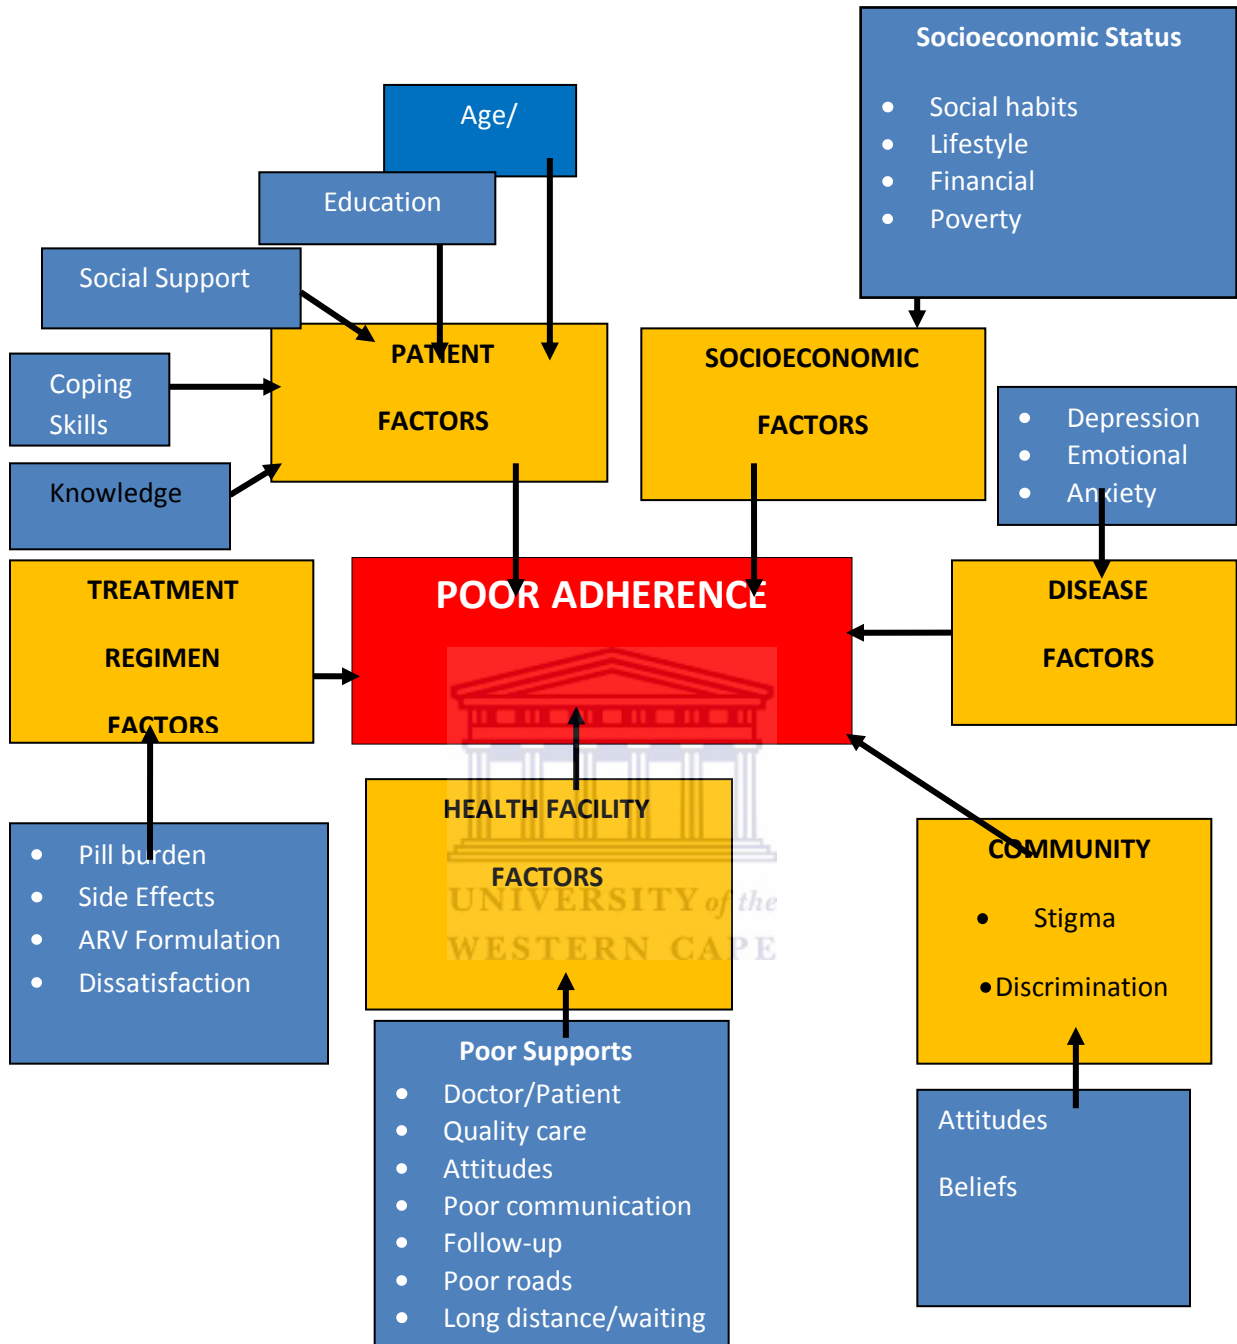 Socioeconomic Status
• Social habits
• Lifestyle
• Financial
• Poverty
Age/
Education
Social Support
Coping
Skills
Knowledge
PATIENT
FACTORS
SOCIOECONOMIC
FACTORS
• Depression
• Emotional
• Anxiety
TREATMENT
REGIMEN
FACTORS
POOR ADHERENCE
DISEASE
FACTORS
• Pill burden
• Side Effects
• ARV Formulation
• Dissatisfaction
HEALTH FACILITY
FACTORS
UNIVERSITY of the
WESTERN CAPE
COMMUNITY
• Stigma
• Discrimination
Poor Supports
• Doctor/Patient
• Quality care
• Attitudes
• Poor communication
• Follow-up
• Poor roads
• Long distance/waiting
Attitudes
Beliefs